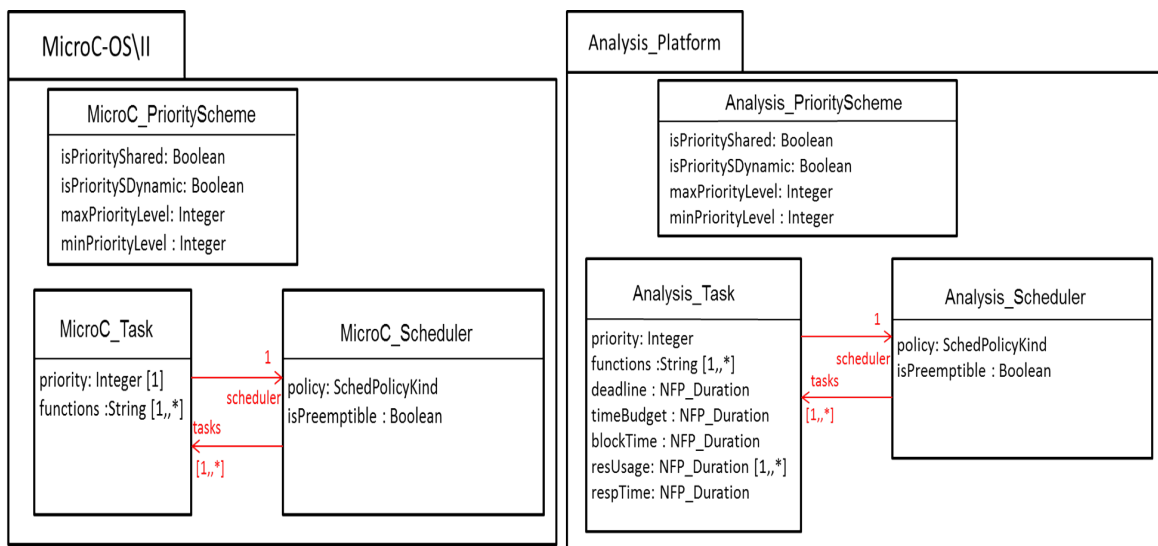 MicroC-OS\II
MicroC_PriorityScheme
isPriorityShared: Boolean
isPrioritySDynamic: Boolean
maxPriorityLevel: Integer
minPriorityLevel : Integer
MicroC_Task
priority: Integer [1]
functions :String [1,,*]
MicroC_Scheduler
policy: SchedPolicyKind
isPreemptible : Boolean
1
scheduler
tasks
[1,,*]
Analysis_Platform
Analysis_PriorityScheme
isPriorityShared: Boolean
isPrioritySDynamic: Boolean
maxPriorityLevel: Integer
minPriorityLevel : Integer
Analysis_Task
priority: Integer
functions :String [1,,*]
deadline : NFP_Duration
timeBudget : NFP_Duration
blockTime : NFP_Duration
resUsage: NFP_Duration [1,,*]
respTime: NFP_Duration
1
scheduler
tasks
[1,,*]
Analysis_Scheduler
policy: SchedPolicyKind
isPreemptible : Boolean